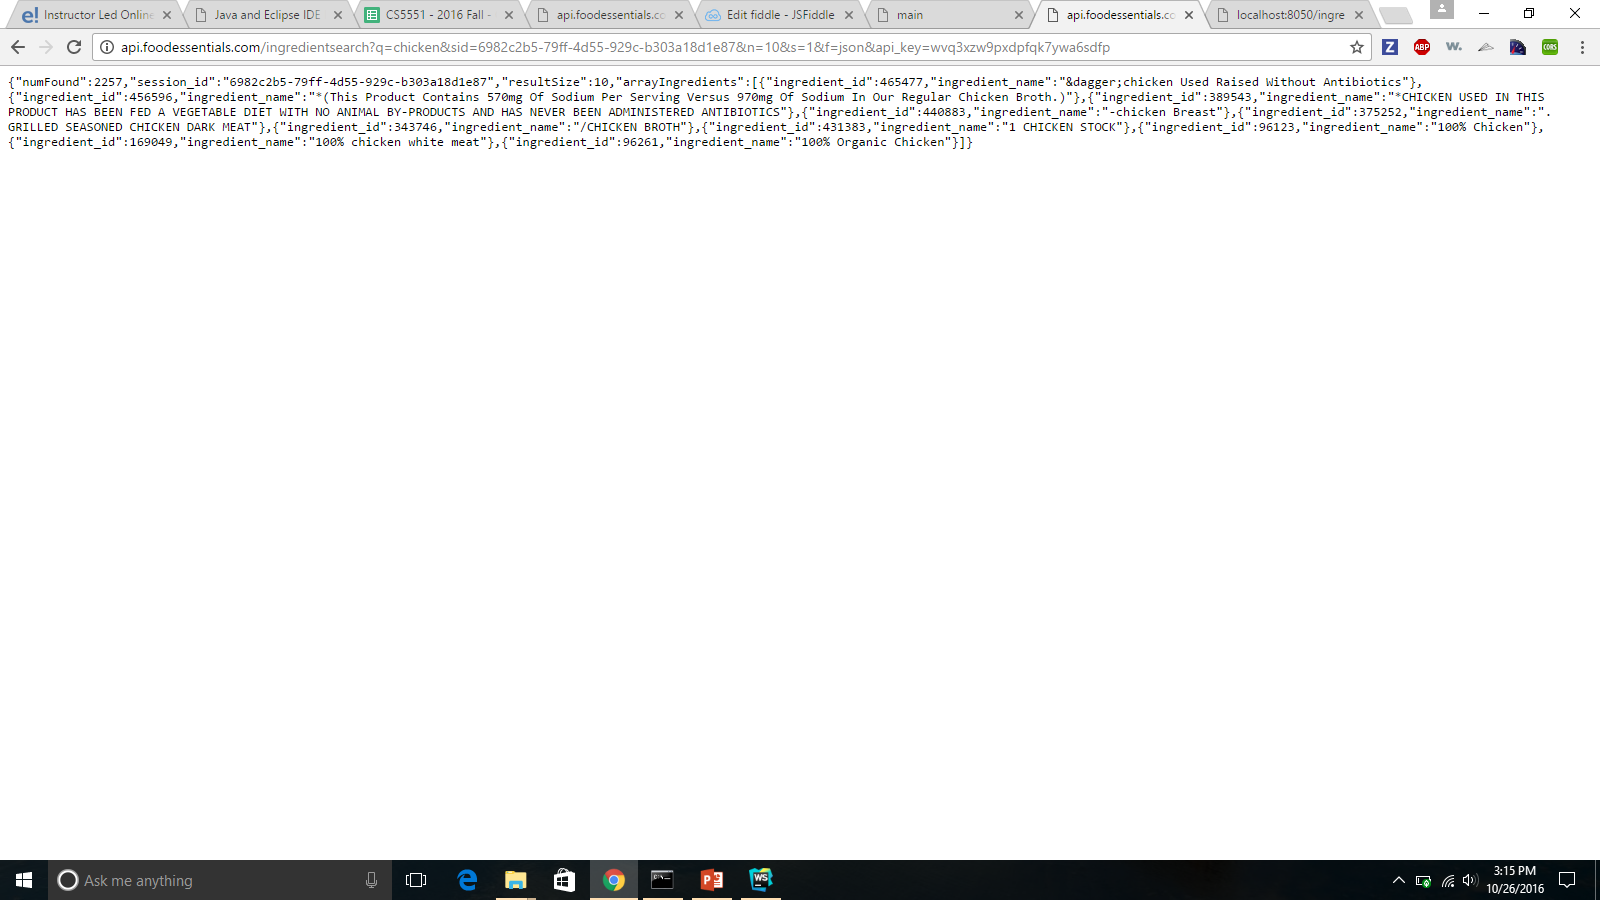 Instructor Led Online
Java and Eclipse IDE
CS5551 - 2016 Fall -
api.foodessentials.co
Edit fiddle - JSFiddle
main
api.foodessentials.cc
localhost:8050/ingre
api.foodessentials.com/ingredientsearch?q=chicken&sid=6982c2b5-79ff-4d55-929c-b303a18d1e87&n=10&s=1&f=json&api_key=wvq3xzw9pxdpfqk7ywa6sdfp
Z
ABP
W.
CORS
{"numFound":2257,"session_id":"6982c2b5-79ff-4d55-929c-b303a18d1e87","resultSize":10,"arrayIngredients":[{"ingredient_id":465477,"ingredient_name":"&dagger;chicken Used Raised Without Antibiotics"},
{"ingredient_id":456596,"ingredient_name":"*(This Product Contains 570mg Of Sodium Per Serving Versus 970mg Of Sodium In Our Regular Chicken Broth.)"},{"ingredient_id":389543,"ingredient_name":"*CHICKEN USED IN THIS
PRODUCT HAS BEEN FED A VEGETABLE DIET WITH NO ANIMAL BY-PRODUCTS AND HAS NEVER BEEN ADMINISTERED ANTIBIOTICS"},{"ingredient_id":440883,"ingredient_name":"-chicken Breast"},{"ingredient_id":375252,"ingredient_name":".
GRILLED SEASONED CHICKEN DARK MEAT"},{"ingredient_id":343746,"ingredient_name":"/CHICKEN BROTH"},{"ingredient_id":431383,"ingredient_name":"1 CHICKEN STOCK"},{"ingredient_id":96123,"ingredient_name":"100% Chicken"},
{"ingredient_id":169049,"ingredient_name":"100% chicken white meat"},{"ingredient_id":96261,"ingredient_name":"100% Organic Chicken"}]}
Ask me anything
WS
3:15 PM
10/26/2016